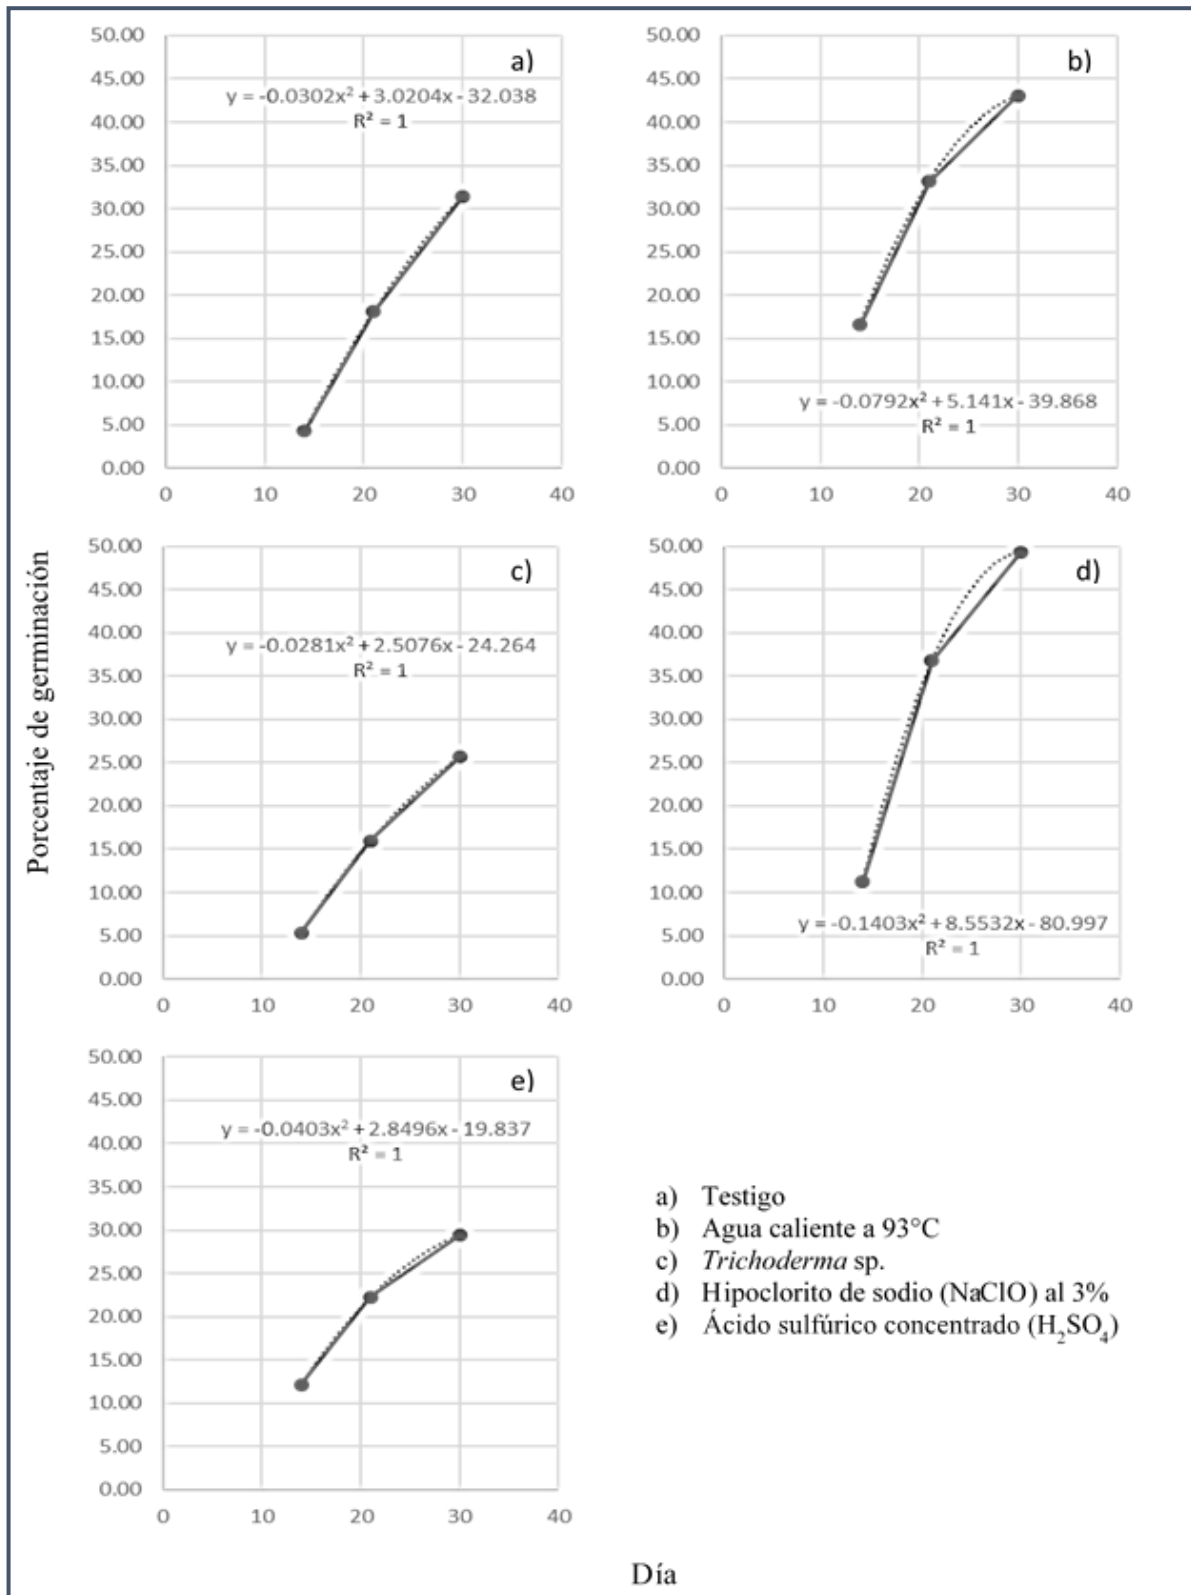 50.00
45.00
40.00
35.00
30.00
25.00
20.00
15.00
10.00
5.00
0.00
0 10 20 30 40
a)
y = -0.0302x² + 3.0204x - 32.038
R² = 1
50.00
45.00
40.00
35.00
30.00
25.00
20.00
15.00
10.00
5.00
0.00
0 10 20 30 40
b)
y = -0.0792x² + 5.141x - 39.868
R² = 1
Porcentaje de germinación
50.00
45.00
40.00
35.00
30.00
25.00
20.00
15.00
10.00
5.00
0.00
0 10 20 30 40
c)
y = -0.0281x² + 2.5076x - 24.264
R² = 1
50.00
45.00
40.00
35.00
30.00
25.00
20.00
15.00
10.00
5.00
0.00
0 10 20 30 40
d)
y = -0.1403x² + 8.5532x - 80.997
R² = 1
50.00
45.00
40.00
35.00
30.00
25.00
20.00
15.00
10.00
5.00
0.00
0 10 20 30 40
e)
y = -0.0403x² + 2.8496x - 19.837
R² = 1
a) Testigo
b) Agua caliente a 93°C
c) Trichoderma sp.
d) Hipoclorito de sodio (NaClO) al 3%
e) Ácido sulfúrico concentrado (H₂SO₄)
Día